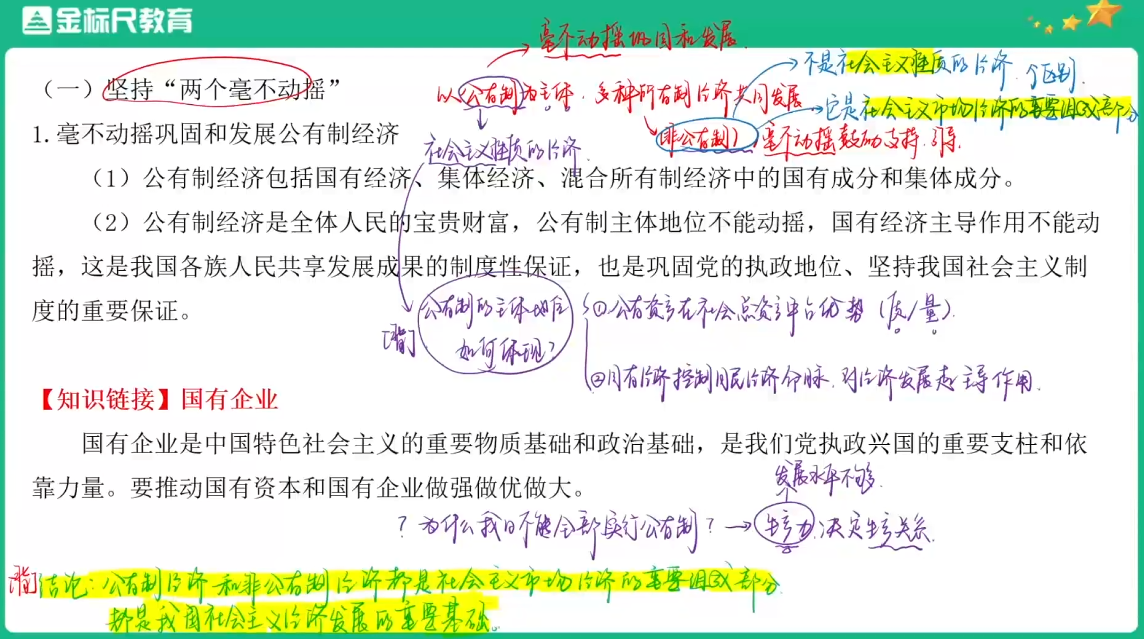 金标尺教育
毫不动摇巩固和发展
(一)坚持“两个毫不动摇”
以公有制为主体,多种所有制经济共同发展
不是社会主义性质的经济 个区别
它是社会主义市场经济的重要组成部分
1.毫不动摇巩固和发展公有制经济
社会主义性质的经济
非公有制 毫不动摇鼓励支持引导
(1)公有制经济包括国有经济、集体经济、混合所有制经济中的国有成分和集体成分。
(2)公有制经济是全体人民的宝贵财富,公有制主体地位不能动摇,国有经济主导作用不能动
摇,这是我国各族人民共享发展成果的制度性保证,也是巩固党的执政地位、坚持我国社会主义制
度的重要保证。
背
公有制的主体地位
如何体现?
①公有资产在社会总资产中占优势(质/量)
②国有经济控制国民经济命脉,对经济发展起主导作用.
【知识链接】国有企业
国有企业是中国特色社会主义的重要物质基础和政治基础,是我们党执政兴国的重要支柱和依
靠力量。要推动国有资本和国有企业做强做优做大。
发展水平不够.
?为什么我国不能全部实行公有制?→生产力决定生产关系.
背 结论:公有制经济和非公有制经济都是社会主义市场经济的重要组成部分
都是我国社会主义经济发展的重要基础。